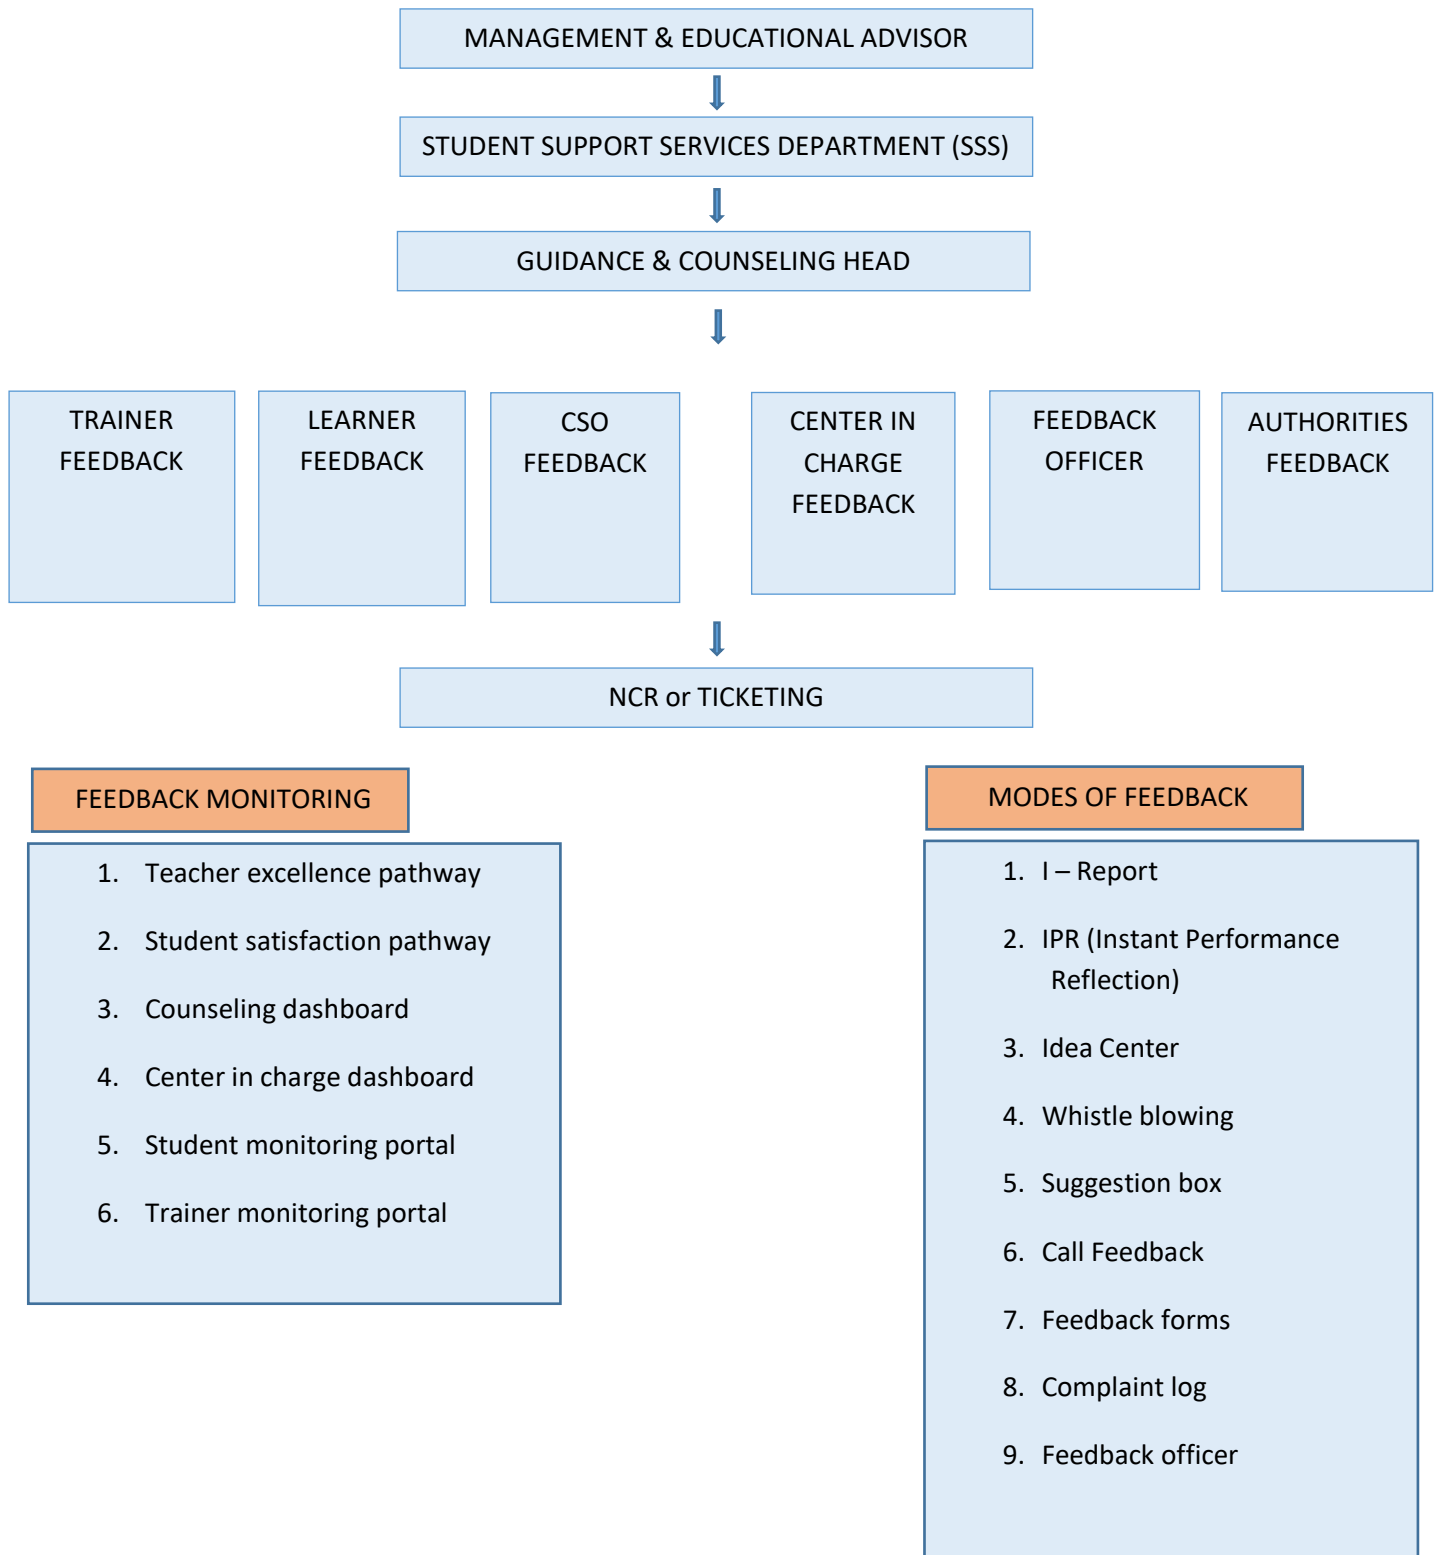 MANAGEMENT & EDUCATIONAL ADVISOR
STUDENT SUPPORT SERVICES DEPARTMENT (SSS)
GUIDANCE & COUNSELING HEAD
TRAINER
FEEDBACK
LEARNER
FEEDBACK
CSO
FEEDBACK
CENTER IN
CHARGE
FEEDBACK
FEEDBACK
OFFICER
AUTHORITIES
FEEDBACK
NCR or TICKETING
FEEDBACK MONITORING
1. Teacher excellence pathway
2. Student satisfaction pathway
3. Counseling dashboard
4. Center in charge dashboard
5. Student monitoring portal
6. Trainer monitoring portal
MODES OF FEEDBACK
1. I – Report
2. IPR (Instant Performance
Reflection)
3. Idea Center
4. Whistle blowing
5. Suggestion box
6. Call Feedback
7. Feedback forms
8. Complaint log
9. Feedback officer